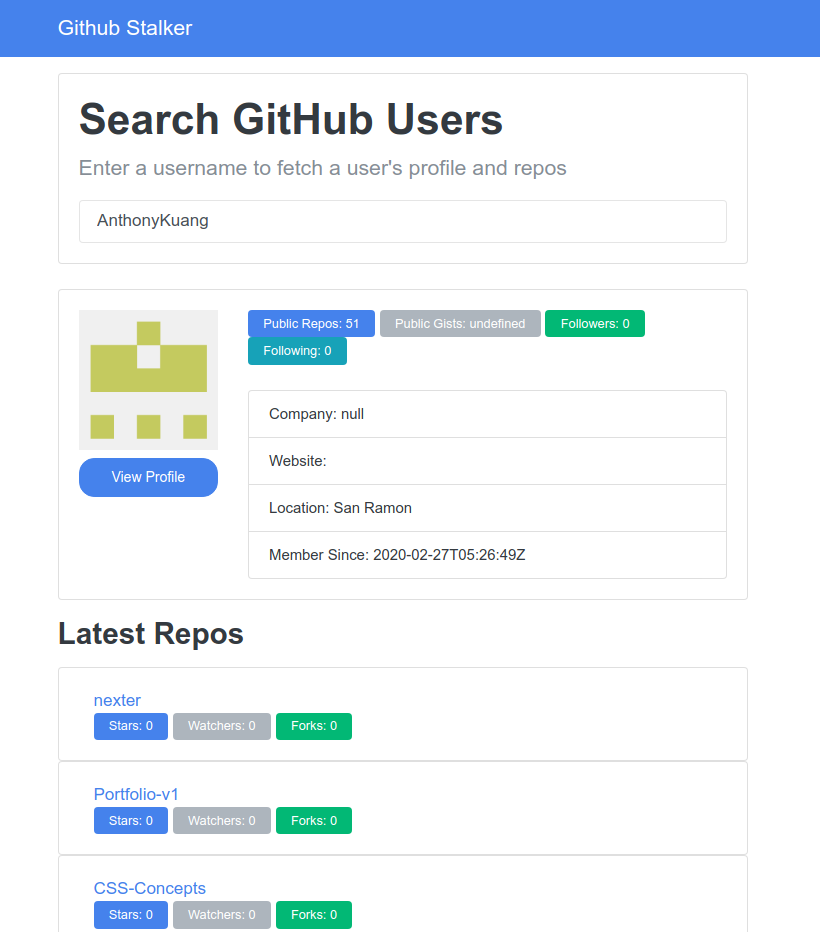 Github Stalker
Search GitHub Users
Enter a username to fetch a user's profile and repos
AnthonyKuang
Public Repos: 51 Public Gists: undefined Followers: 0
Following: 0
View Profile
Company: null
Website:
Location: San Ramon
Member Since: 2020-02-27T05:26:49Z
Latest Repos
nexter
Stars: 0 Watchers: 0 Forks: 0
Portfolio-v1
Stars: 0 Watchers: 0 Forks: 0
CSS-Concepts
Stars: 0 Watchers: 0 Forks: 0